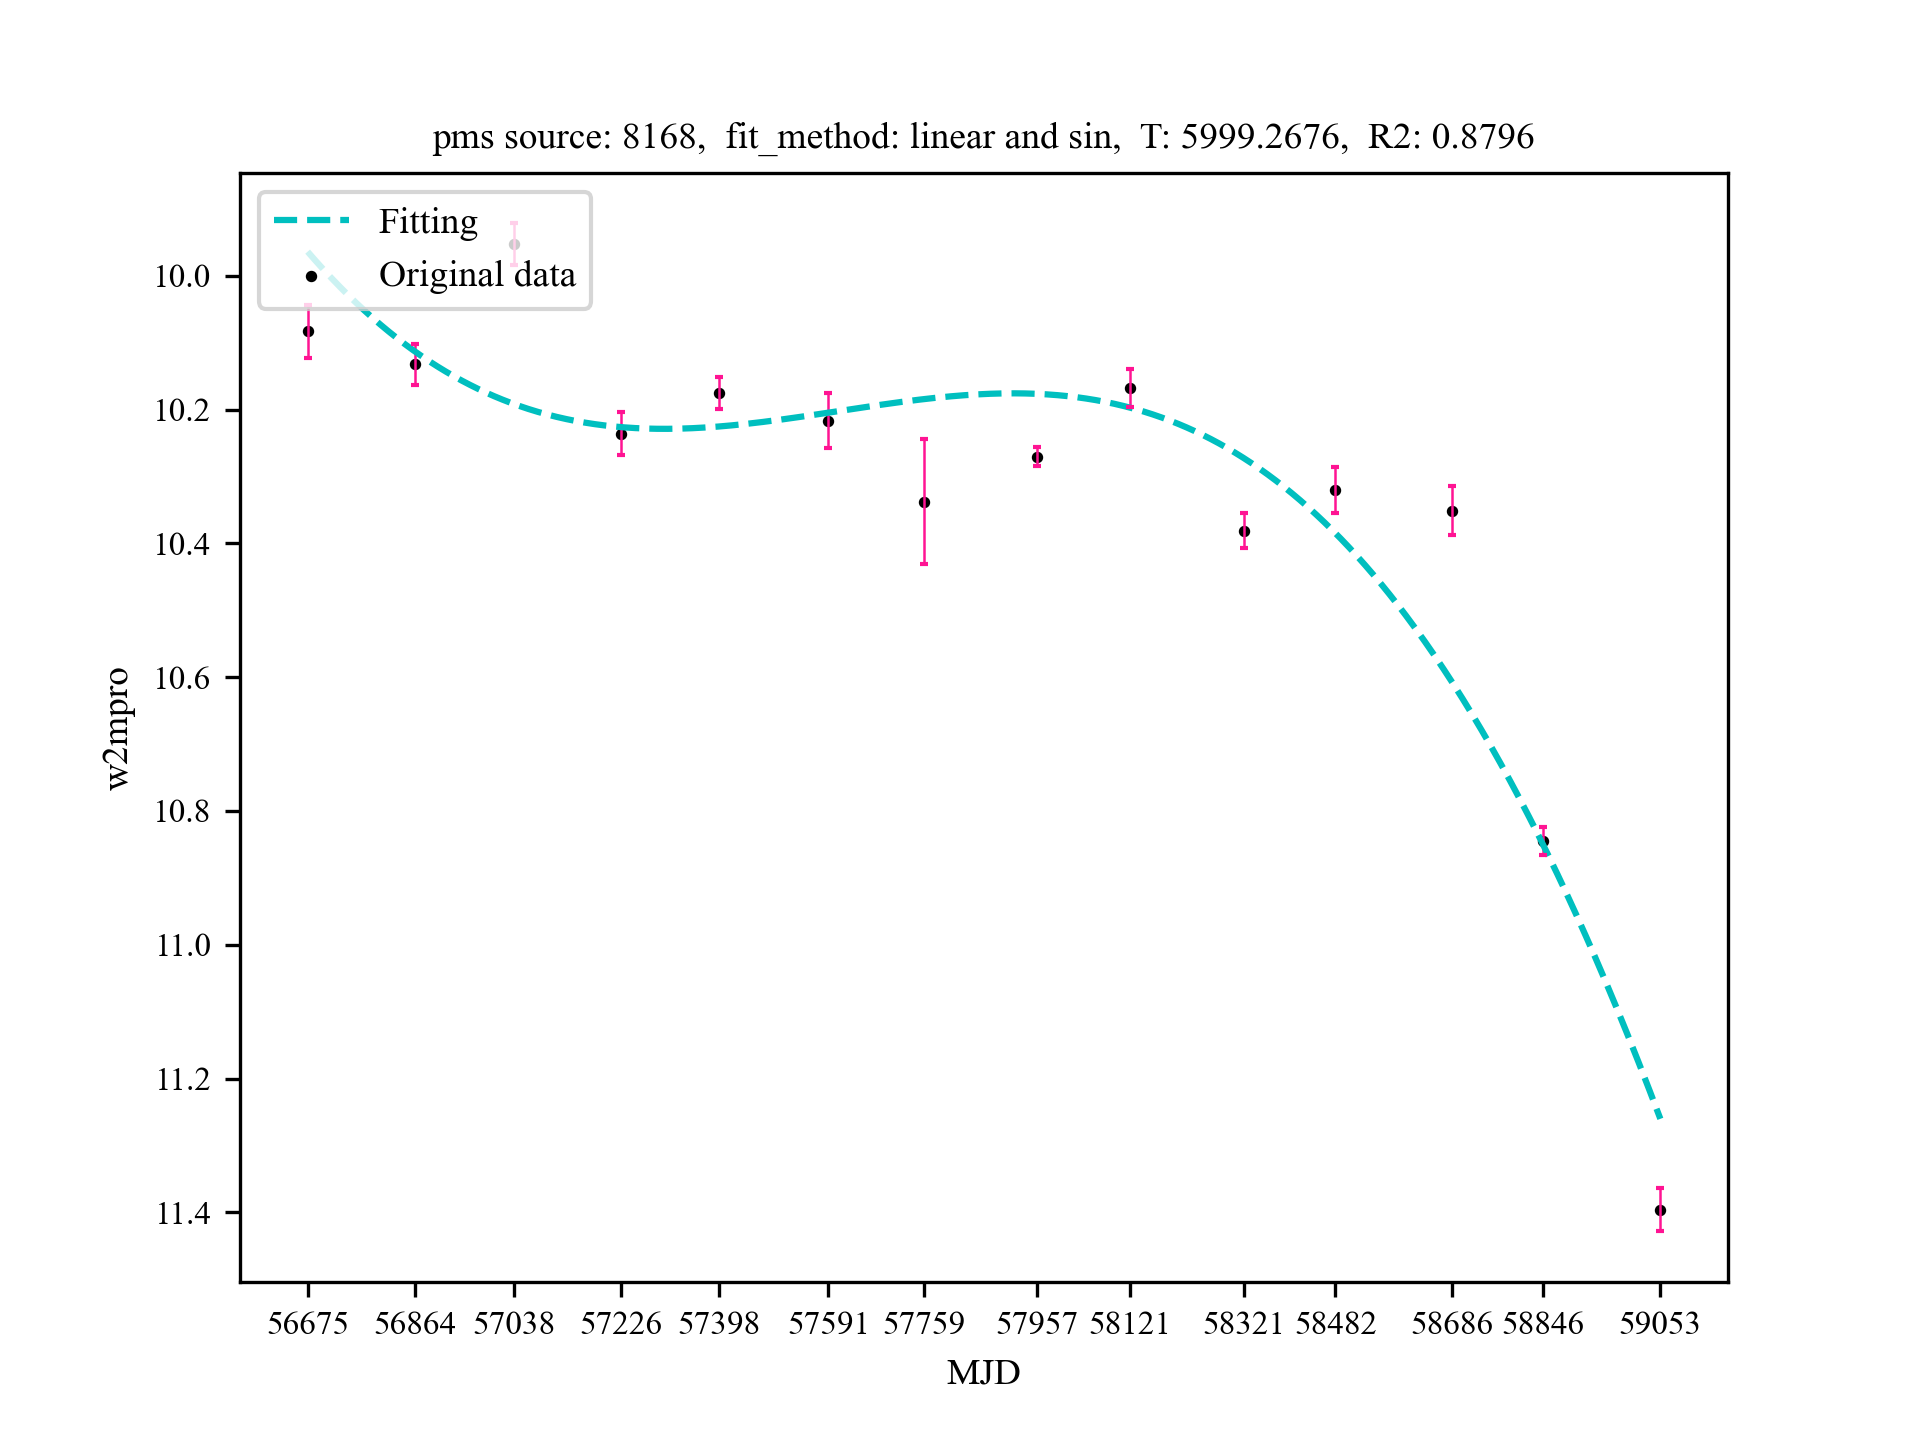 pms source: 8168,  fit_method: linear and sin,  T: 5999.2676,  R2: 0.8796
Fitting
Original data
10.0
10.2
10.4
10.6
10.8
11.0
11.2
11.4
w2mpro
56675 56864 57038 57226 57398 57591 57759 57957 58121 58321 58482 58686 58846 59053
MJD